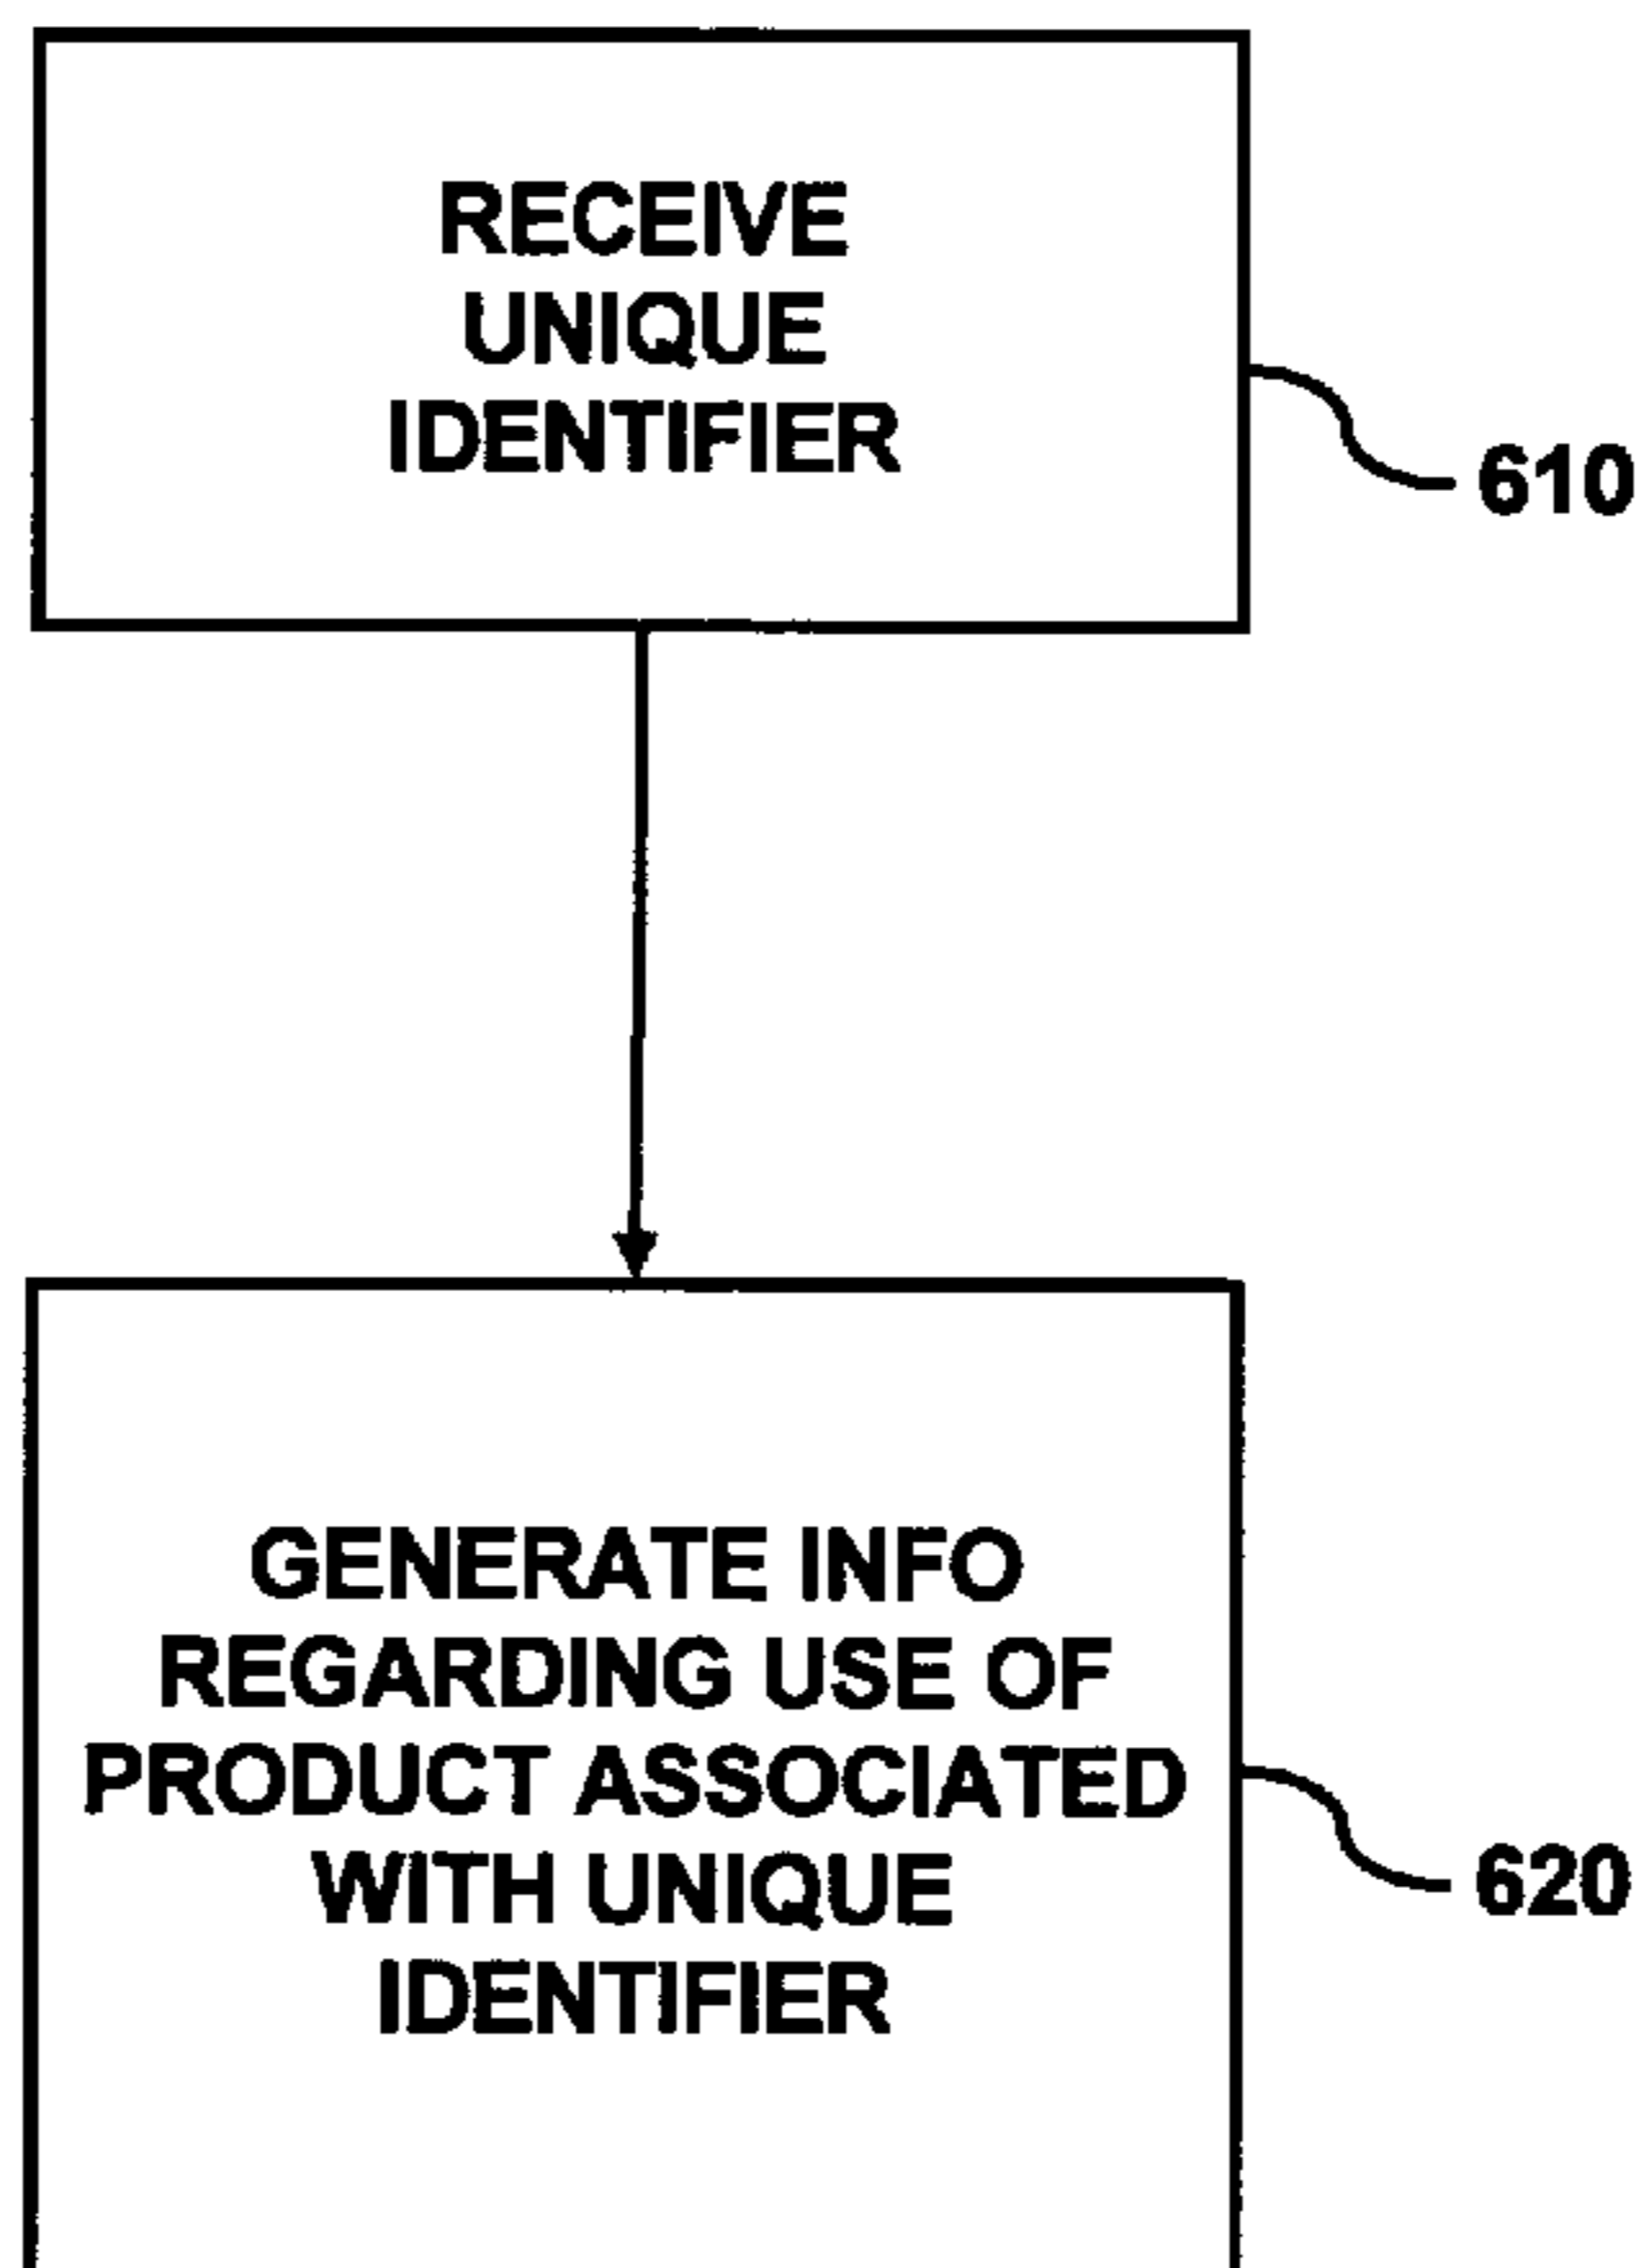 RECEIVE
UNIQUE
IDENTIFIER
610
GENERATE INFO
REGARDING USE OF
PRODUCT ASSOCIATED
WITH UNIQUE
IDENTIFIER
620